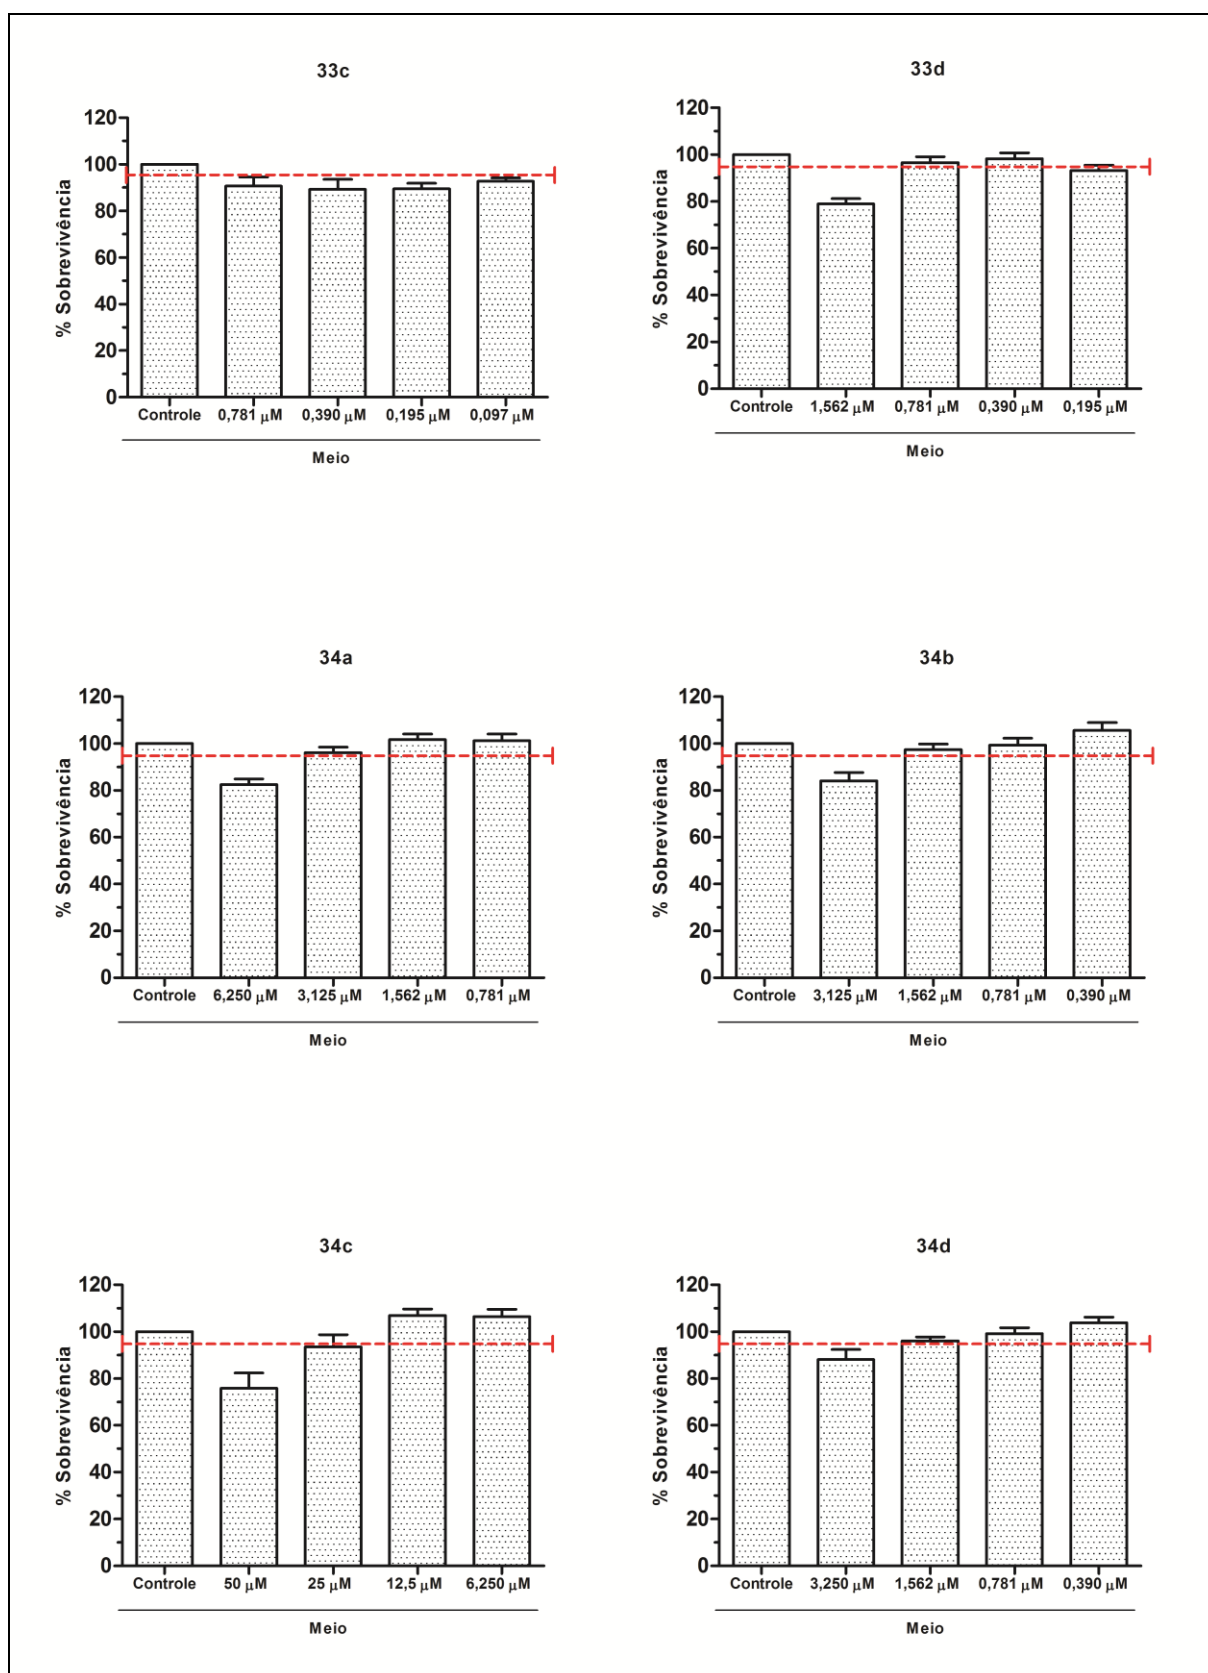 33c
% Sobrevivência
120
100
80
60
40
20
0
Controle 0,781 µM 0,390 µM 0,195 µM 0,097 µM
Meio
33d
% Sobrevivência
120
100
80
60
40
20
0
Controle 1,562 µM 0,781 µM 0,390 µM 0,195 µM
Meio
34a
% Sobrevivência
120
100
80
60
40
20
0
Controle 6,250 µM 3,125 µM 1,562 µM 0,781 µM
Meio
34b
% Sobrevivência
120
100
80
60
40
20
0
Controle 3,125 µM 1,562 µM 0,781 µM 0,390 µM
Meio
34c
% Sobrevivência
120
100
80
60
40
20
0
Controle 50 µM 25 µM 12,5 µM 6,250 µM
Meio
34d
% Sobrevivência
120
100
80
60
40
20
0
Controle 3,250 µM 1,562 µM 0,781 µM 0,390 µM
Meio